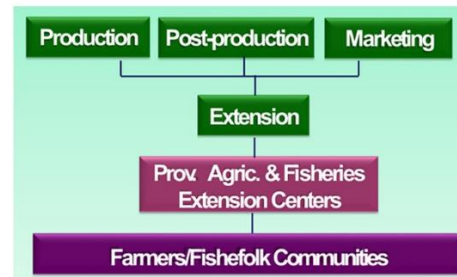 Production Post-production Marketing
Extension
Prov. Agric. & Fisheries
Extension Centers
Farmers/Fishefolk Communities